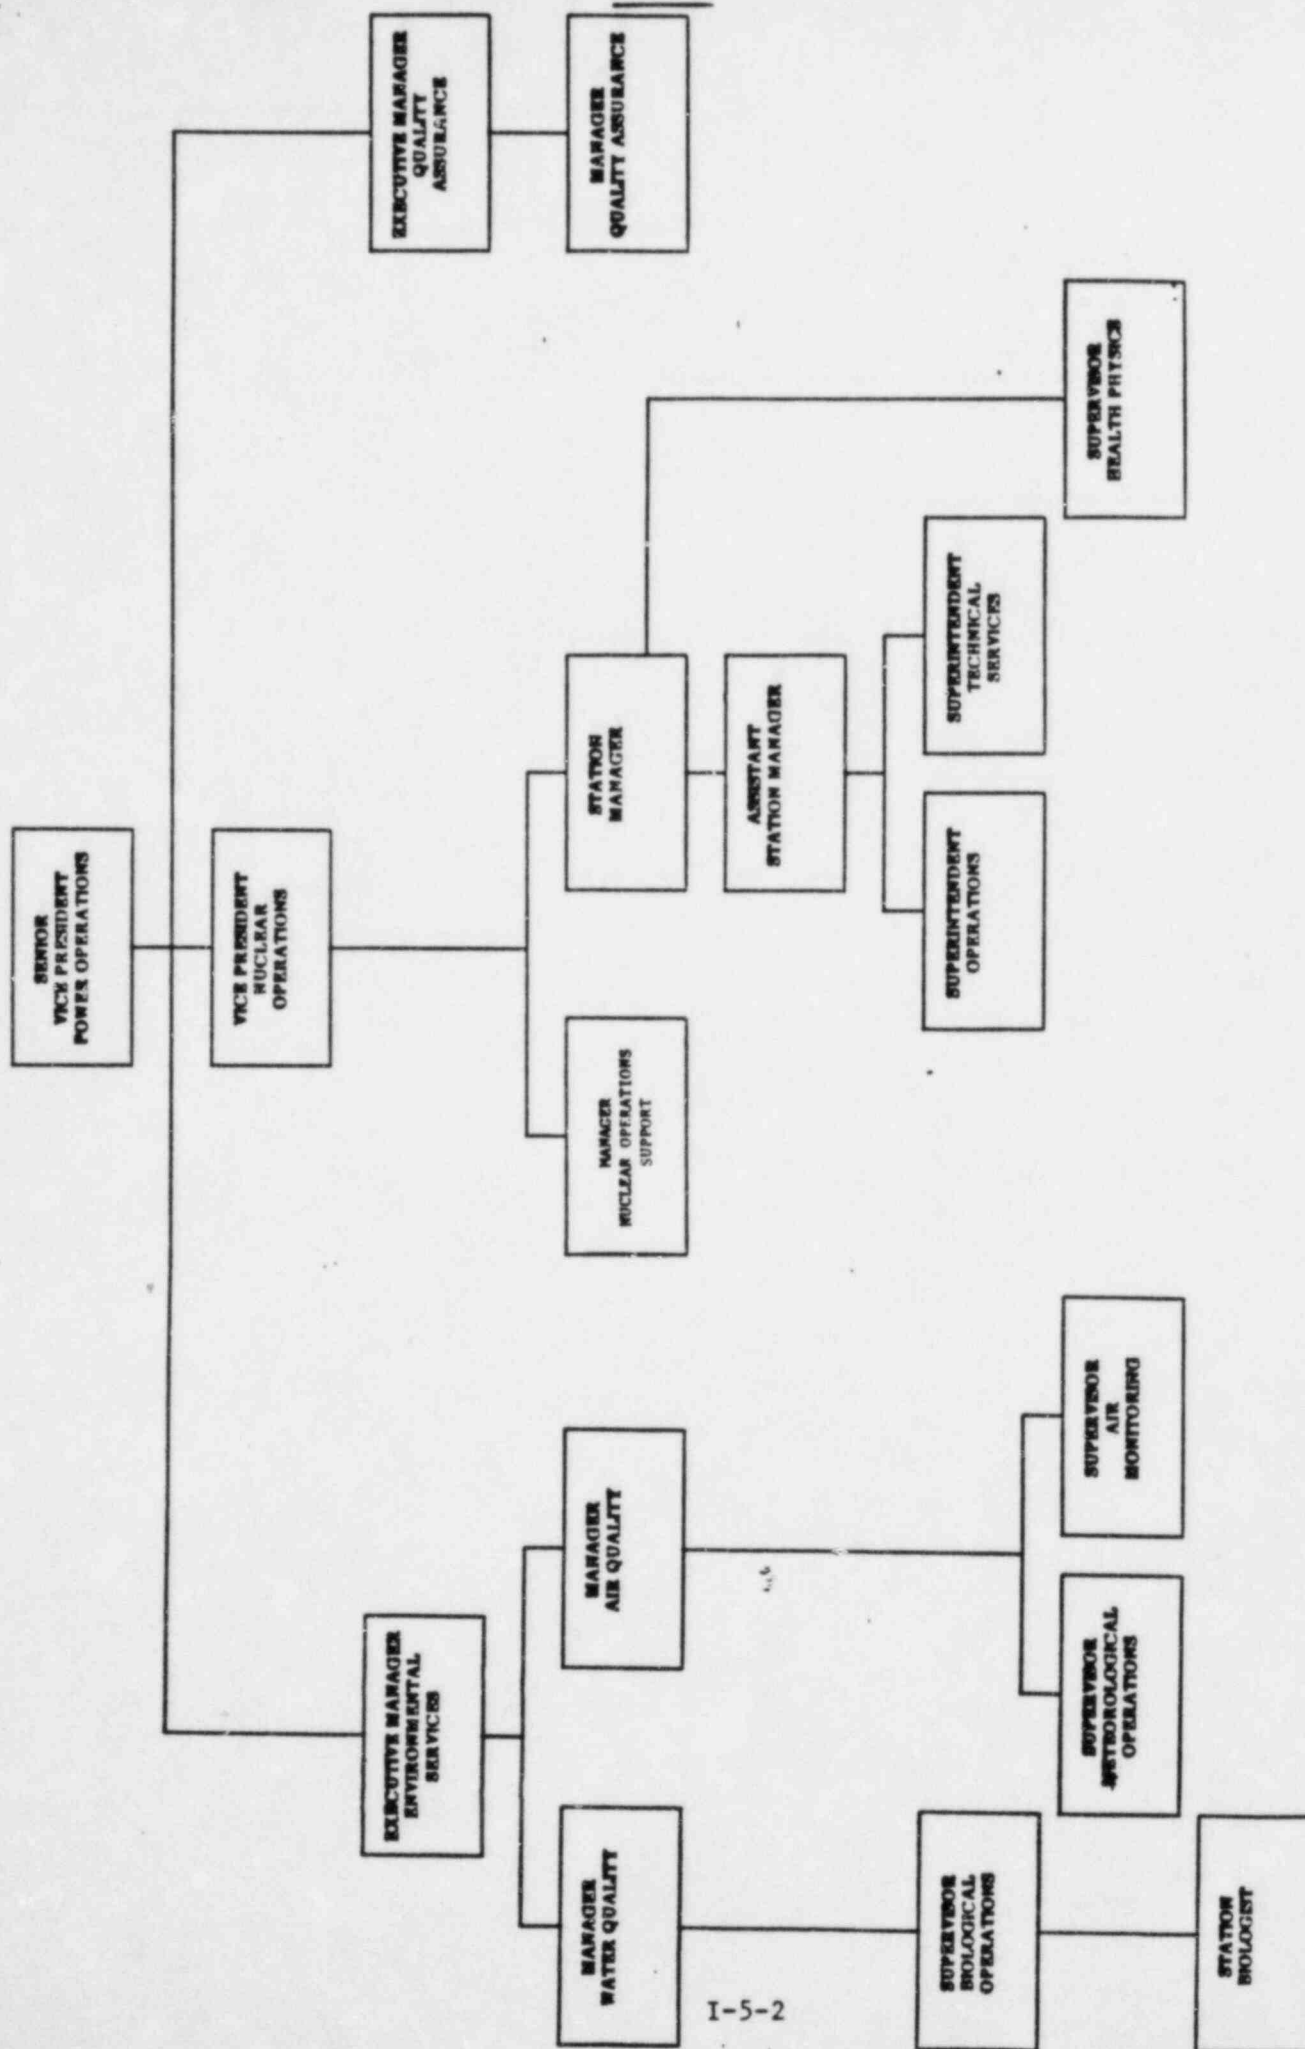 SENIOR
VICE PRESIDENT
POWER OPERATIONS
VICE PRESIDENT
NUCLEAR
OPERATIONS
EXECUTIVE MANAGER
ENVIRONMENTAL
SERVICES
EXECUTIVE MANAGER
QUALITY
ASSURANCE
MANAGER
WATER QUALITY
MANAGER
AIR QUALITY
MANAGER
NUCLEAR OPERATIONS
SUPPORT
STATION
MANAGER
MANAGER
QUALITY ASSURANCE
ASSISTANT
STATION MANAGER
SUPERVISOR
BIOLOGICAL
OPERATIONS
SUPERINTENDENT
OPERATIONS
SUPERINTENDENT
TECHNICAL
SERVICES
SUPERVISOR
METEOROLOGICAL
OPERATIONS
SUPERVISOR
AIR
MONITORING
SUPERVISOR
HEALTH PHYSICS
STATION
BIOLOGIST
I-5-2